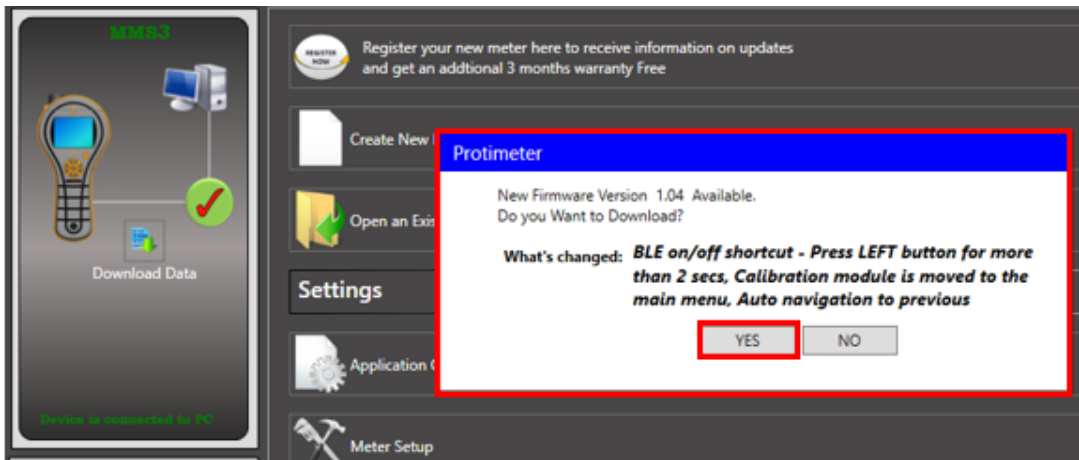 MMS3
Download Data
Device is connected to PC
REGISTER
NOW
Register your new meter here to receive information on updates
and get an addtional 3 months warranty Free
Create New
Open an Exis
Settings
Application
Meter Setup
Protimeter
New Firmware Version 1.04 Available.
Do you Want to Download?
What's changed: BLE on/off shortcut - Press LEFT button for more
than 2 secs, Calibration module is moved to the
main menu, Auto navigation to previous
YES NO